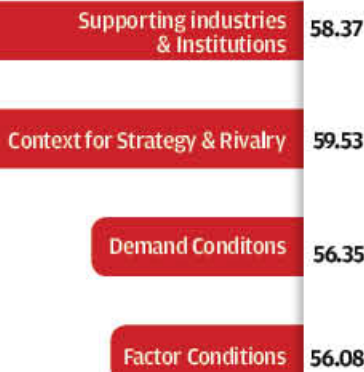 Supporting industries
& Institutions
58.37
Context for Strategy & Rivalry
59.53
Demand Conditons
56.35
Factor Conditions
56.08